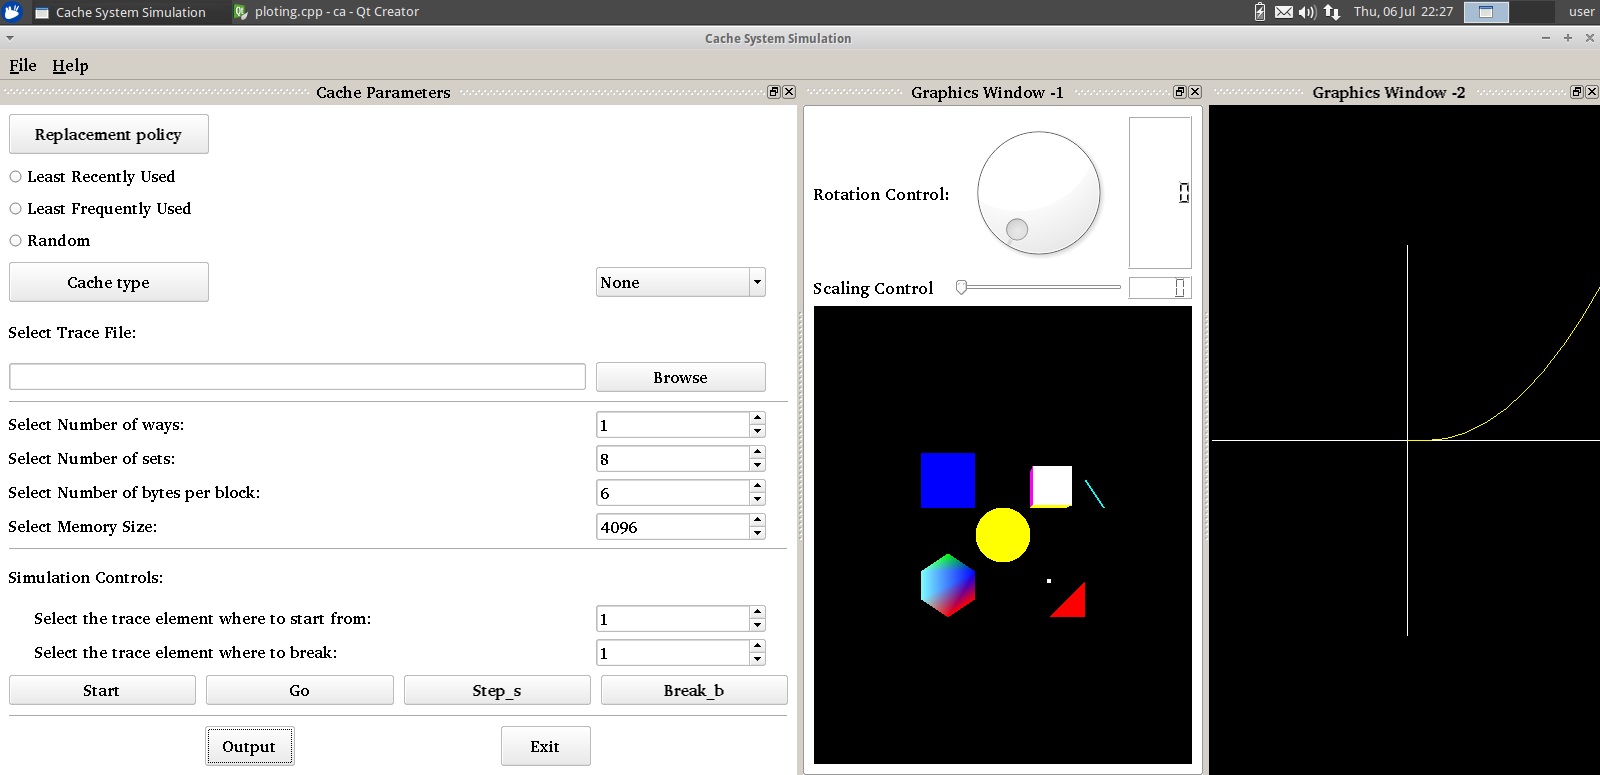 Cache System Simulation ploting.cpp - ca - Qt Creator Thu, 06 Jul 22:27 user
Cache System Simulation
File Help
Cache Parameters
Replacement policy
Least Recently Used
Least Frequently Used
Random
Cache type None
Select Trace File:
Browse
Select Number of ways: 1
Select Number of sets: 8
Select Number of bytes per block: 6
Select Memory Size: 4096
Simulation Controls:
Select the trace element where to start from: 1
Select the trace element where to break: 1
Start Go Step_s Break_b
Output Exit
Graphics Window -1
Rotation Control: 0
Scaling Control 0
Graphics Window -2